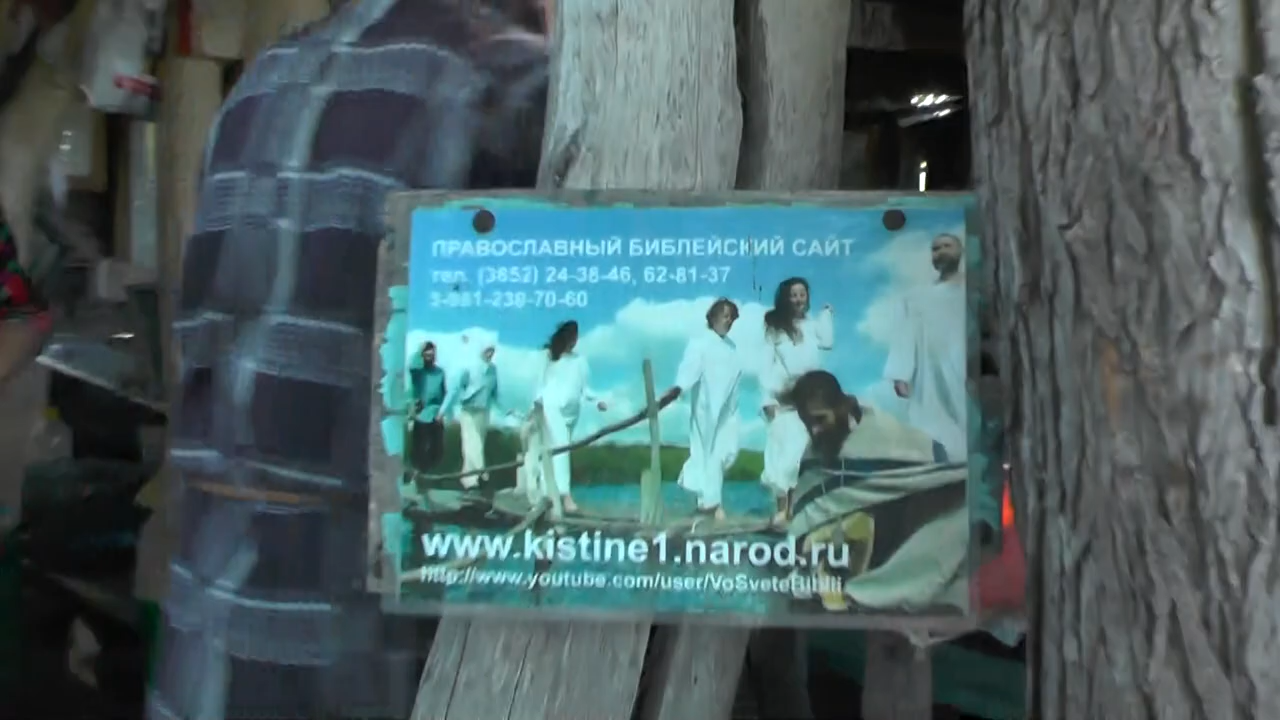 ПРАВОСЛАВНЫЙ БИБЛЕЙСКИЙ САЙТ
тел. (3852) 24-38-46, 62-81-37
www.kistine1.narod.ru